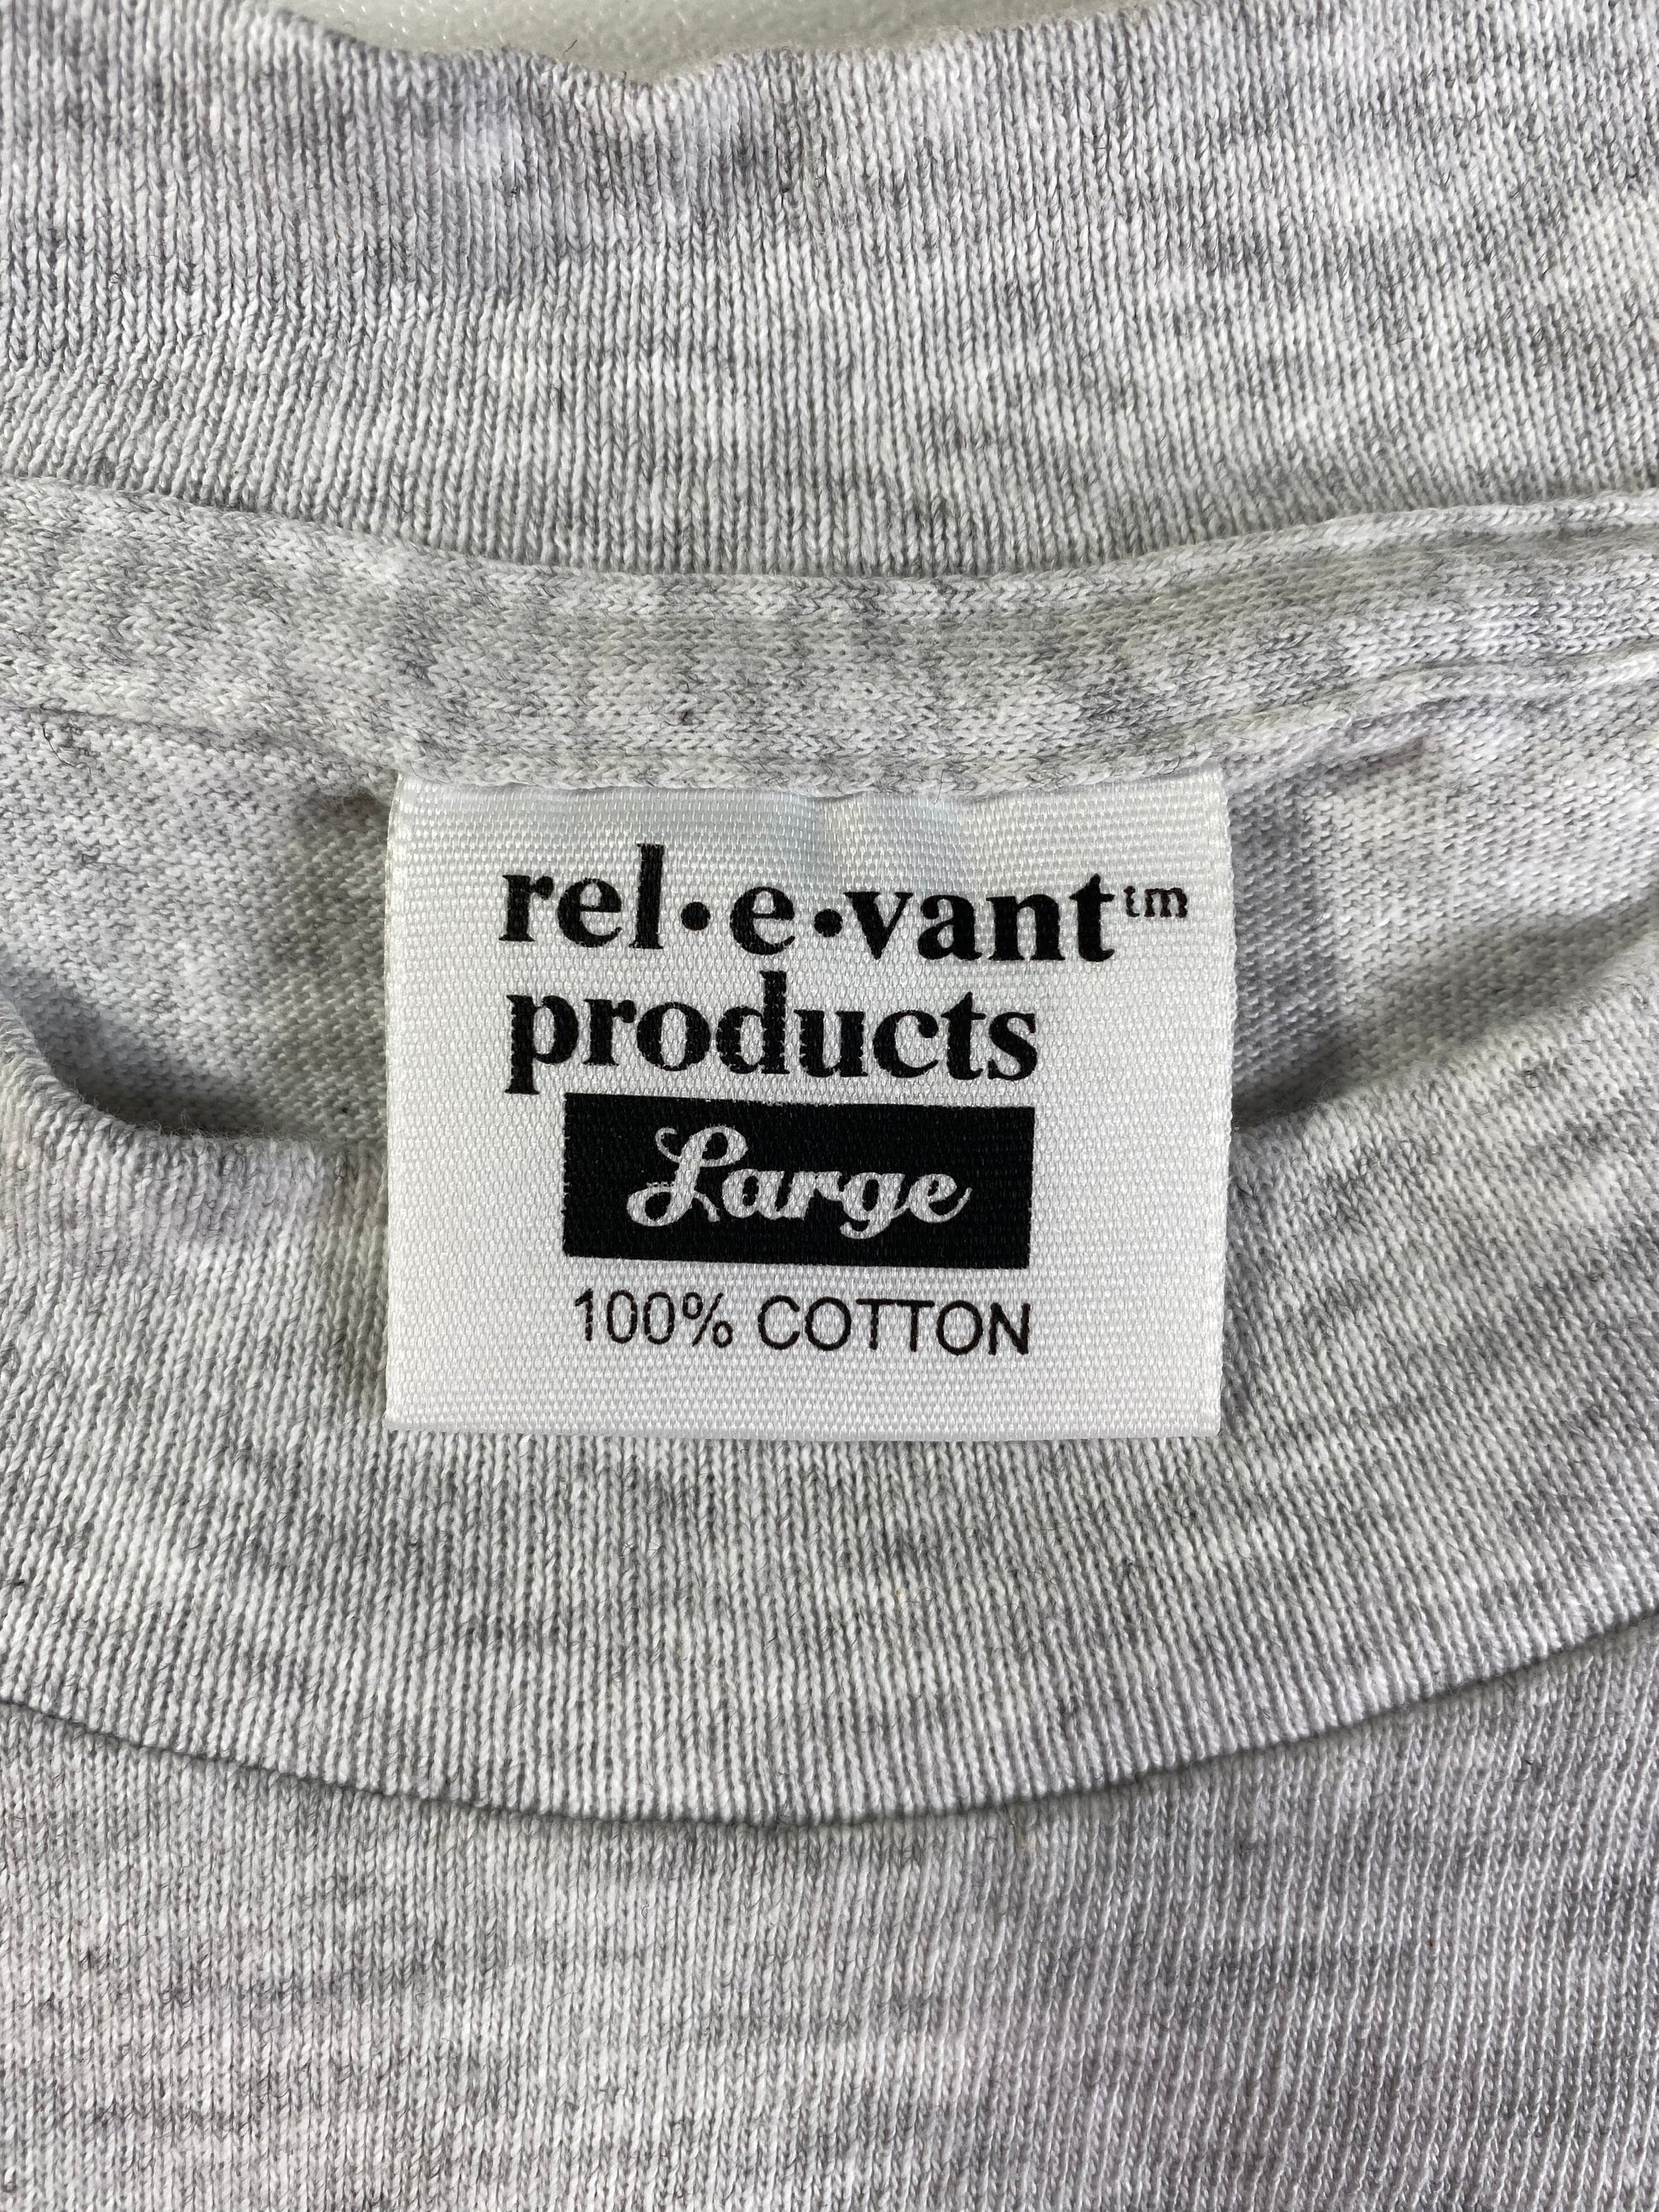 rel•e•vant™
products
Large
100% COTTON